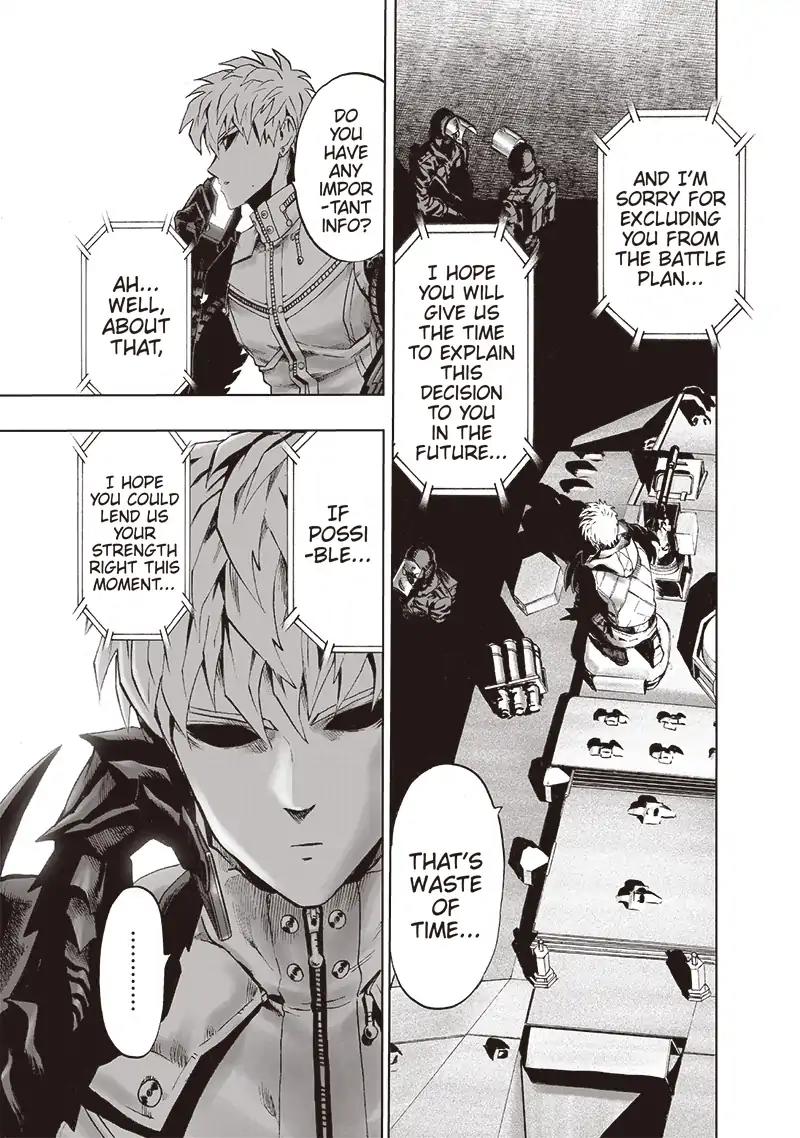 AND I'M
SORRY FOR
EXCLUDING
YOU FROM
THE BATTLE
PLAN...
I HOPE
YOU WILL
GIVE US
THE TIME
TO EXPLAIN
THIS
DECISION
TO YOU
IN THE
FUTURE...
THAT'S
WASTE
OF
TIME...
DO
YOU
HAVE
ANY
IMPOR
-TANT
INFO?
AH...
WELL,
ABOUT
THAT,
IF
POSSI
-BLE...
I HOPE
YOU COULD
LEND US
YOUR
STRENGTH
RIGHT THIS
MOMENT...
.........